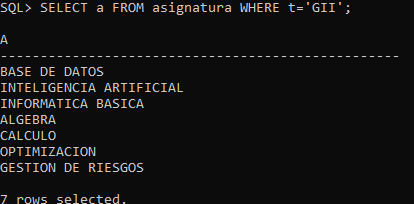 SQL> SELECT a FROM asignatura WHERE t='GII';
A
--------------------------------------------------
BASE DE DATOS
INTELIGENCIA ARTIFICIAL
INFORMATICA BASICA
ALGEBRA
CALCULO
OPTIMIZACION
GESTION DE RIESGOS
7 rows selected.